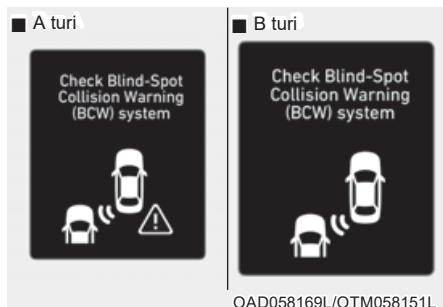 ■ A turi
Check Blind-Spot
Collision Warning
(BCW) system
■ B turi
Check Blind-Spot
Collision Warning
(BCW) system
OAD058169L/OTM058151L